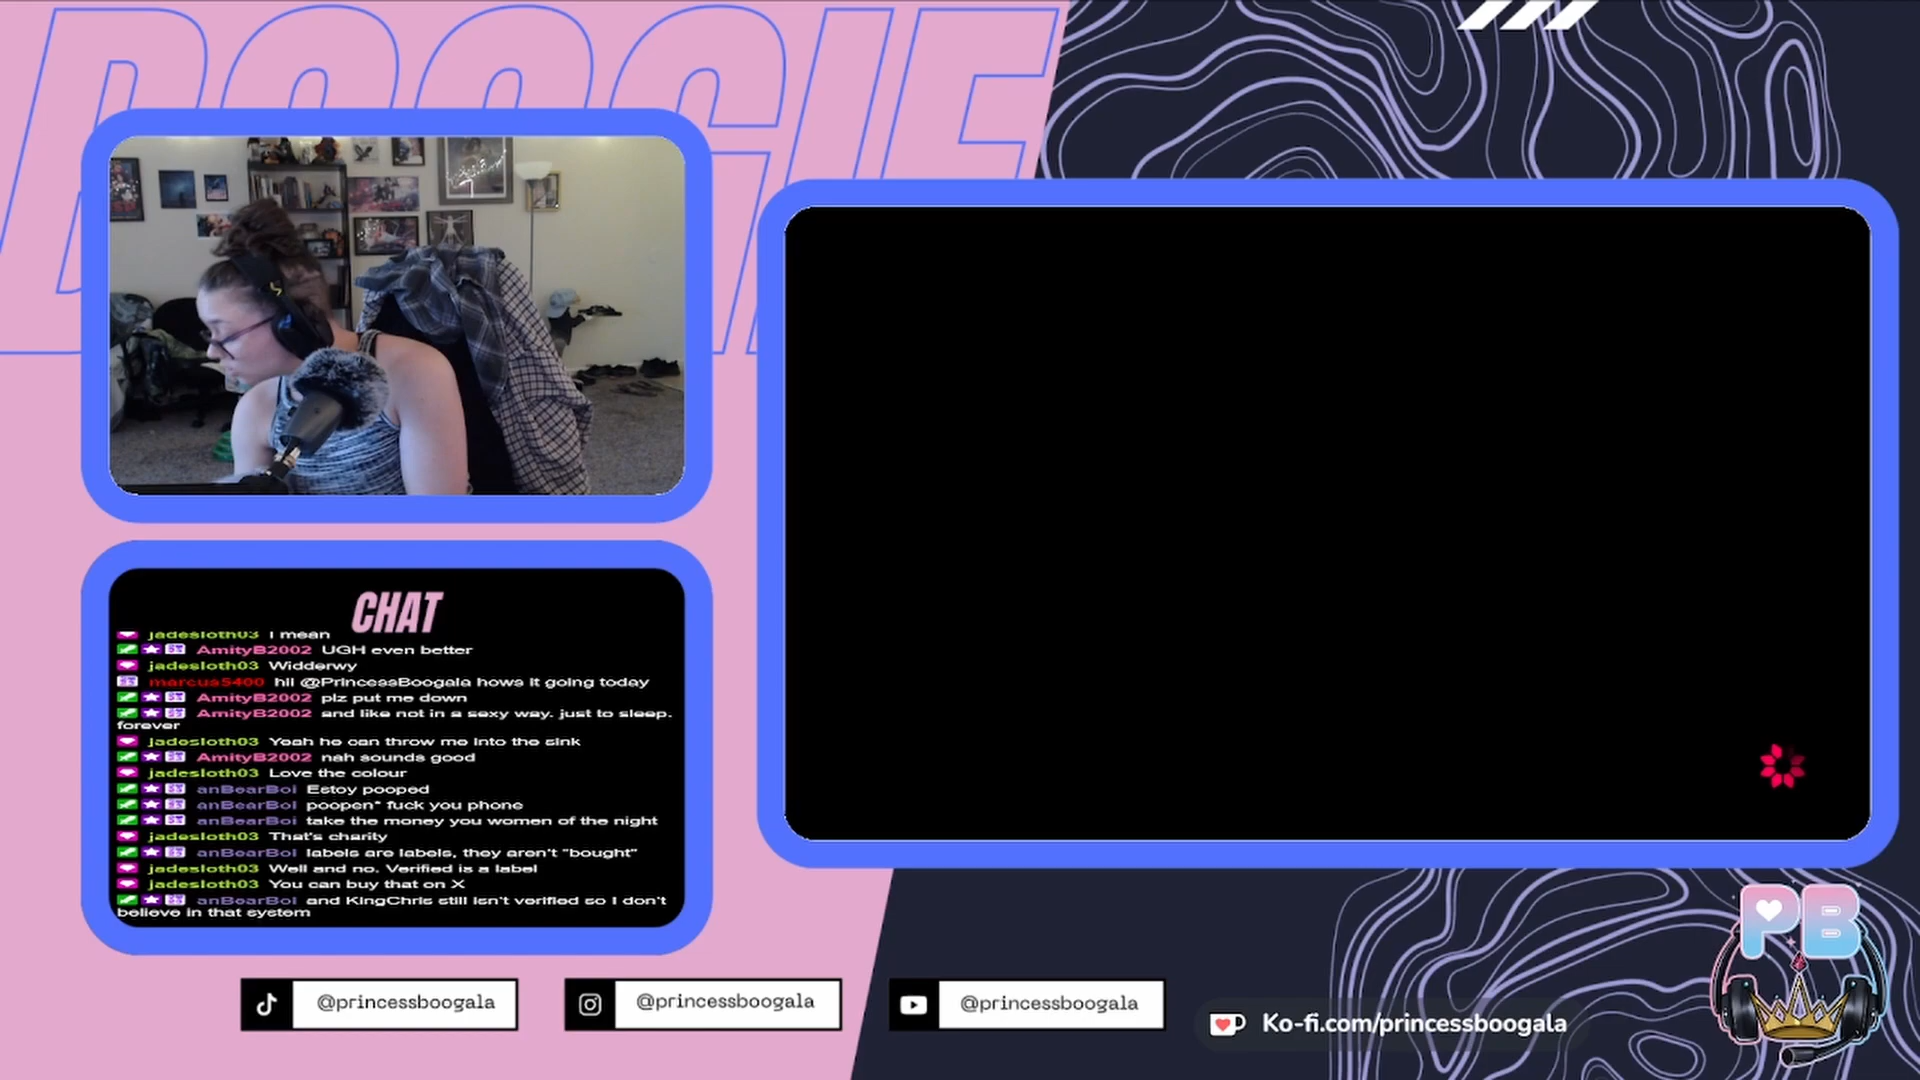 BOOGIE
CHAT
jadesloth03 I mean
AmityB2002 UGH even better
jadesloth03 Widderwy
marcus5400 hii @PrincessBoogala hows it going today
AmityB2002 plz put me down
AmityB2002 and like not in a sexy way. just to sleep.
forever
jadesloth03 Yeah he can throw me into the sink
AmityB2002 nah sounds good
jadesloth03 Love the colour
anBearBoi Estoy pooped
anBearBoi poopen* fuck you phone
anBearBoi take the money you women of the night
jadesloth03 That's charity
anBearBoi labels are labels, they aren't "bought"
jadesloth03 Well and no. Verified is a label
jadesloth03 You can buy that on X
anBearBoi and KingChris still isn't verified so I don't
believe in that system
@princessboogala
@princessboogala
@princessboogala
Ko-fi.com/princessboogala
PB